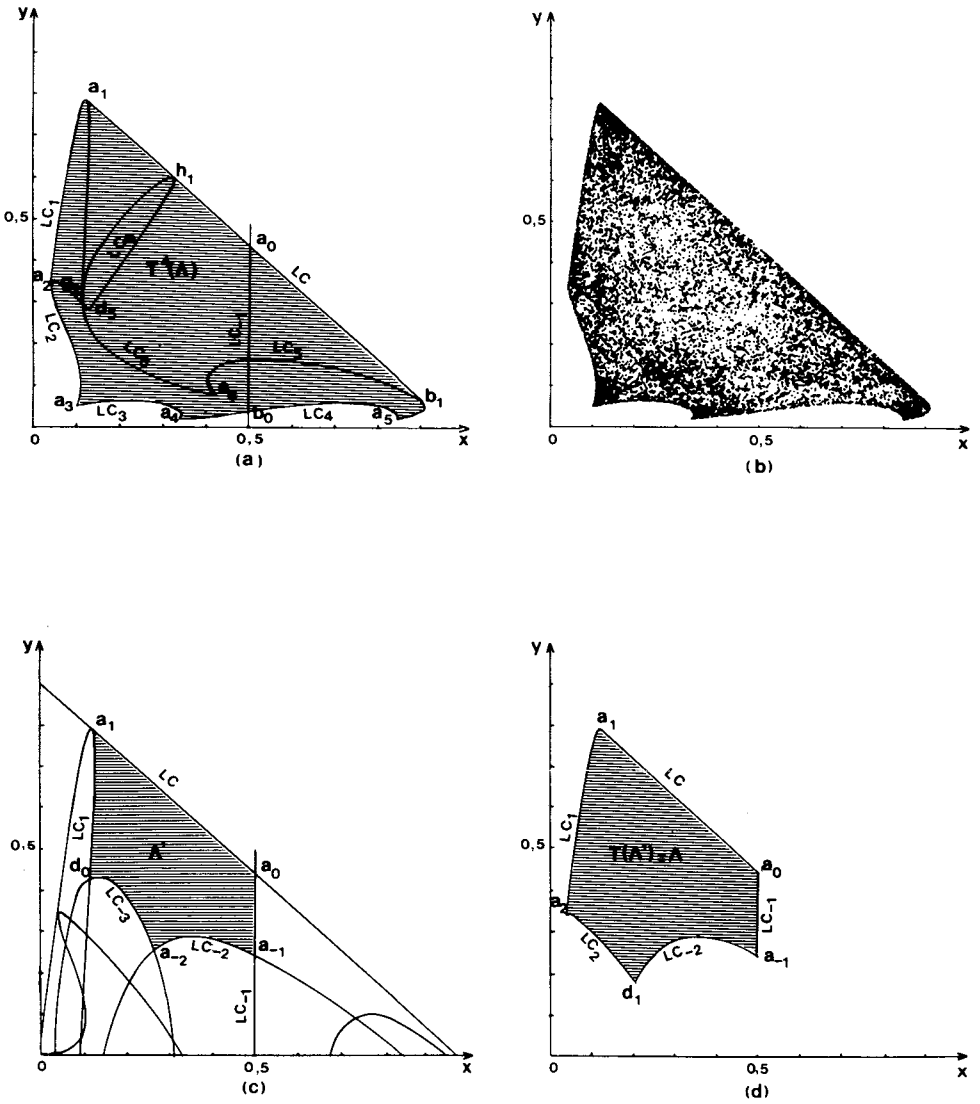 y
a₁
h₁
0,5
LC₁
a₀
LC
T⁴(A)
a₂
d₅
LC₂
LC₋₁
LC₅
b₁
a₃
LC₃
a₄
b₀
LC₄
a₅
0
0,5
x
(a)
y
0,5
0
0,5
x
(b)
y
a₁
LC
LC₁
0,5
A'
d₀
a₀
LC₋₃
a₋₂
LC₋₂
a₋₁
LC₋₁
0
0,5
x
(c)
y
a₁
LC
LC₁
0,5
T(A')=A
a₀
a₂
LC₋₁
LC₂
LC₋₂
a₋₁
d₁
0
0,5
x
(d)